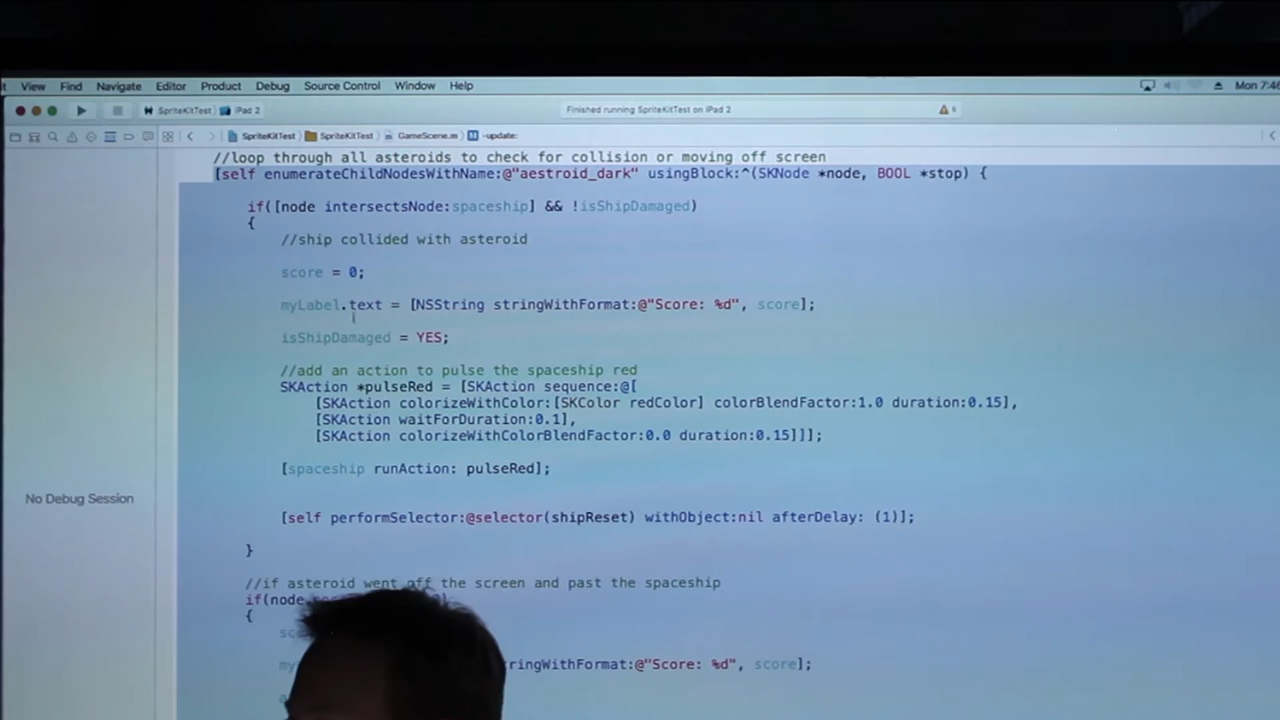 View Find Navigate Editor Product Debug Source Control Window Help Mon 7:46
SpriteKitTest iPad 2 Finished running SpriteKitTest on iPad 2
SpriteKitTest SpriteKitTest GameScene.m -update:
//loop through all asteroids to check for collision or moving off screen
[self enumerateChildNodesWithName:@"aestroid_dark" usingBlock:^(SKNode *node, BOOL *stop) {
if([node intersectsNode:spaceship] && !isShipDamaged)
{
//ship collided with asteroid
score = 0;
myLabel.text = [NSString stringWithFormat:@"Score: %d", score];
isShipDamaged = YES;
//add an action to pulse the spaceship red
SKAction *pulseRed = [SKAction sequence:@[
[SKAction colorizeWithColor:[SKColor redColor] colorBlendFactor:1.0 duration:0.15],
[SKAction waitForDuration:0.1],
[SKAction colorizeWithColorBlendFactor:0.0 duration:0.15]]];
[spaceship runAction: pulseRed];
No Debug Session
[self performSelector:@selector(shipReset) withObject:nil afterDelay: (1)];
}
//if asteroid went off the screen and past the spaceship
if(node
{
ringWithFormat:@"Score: %d", score];